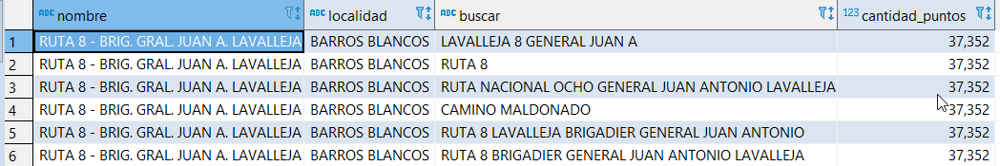 ABC nombre ABC localidad ABC buscar 123 cantidad_puntos
1 RUTA 8 - BRIG. GRAL. JUAN A. LAVALLEJA BARROS BLANCOS LAVALLEJA 8 GENERAL JUAN A 37,352
2 RUTA 8 - BRIG. GRAL. JUAN A. LAVALLEJA BARROS BLANCOS RUTA 8 37,352
3 RUTA 8 - BRIG. GRAL. JUAN A. LAVALLEJA BARROS BLANCOS RUTA NACIONAL OCHO GENERAL JUAN ANTONIO LAVALLEJA 37,352
4 RUTA 8 - BRIG. GRAL. JUAN A. LAVALLEJA BARROS BLANCOS CAMINO MALDONADO 37,352
5 RUTA 8 - BRIG. GRAL. JUAN A. LAVALLEJA BARROS BLANCOS RUTA 8 LAVALLEJA BRIGADIER GENERAL JUAN ANTONIO 37,352
6 RUTA 8 - BRIG. GRAL. JUAN A. LAVALLEJA BARROS BLANCOS RUTA 8 BRIGADIER GENERAL JUAN ANTONIO LAVALLEJA 37,352